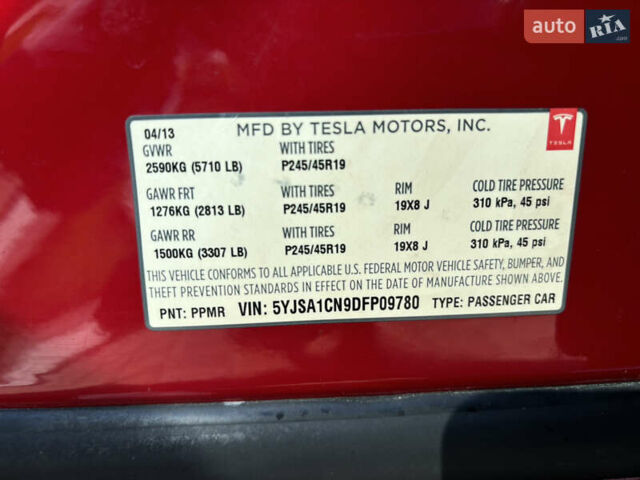 auto RIA
.com
04/13 MFD BY TESLA MOTORS, INC.
TESLA
GVWR WITH TIRES
2590KG (5710 LB) P245/45R19
GAWR FRT WITH TIRES RIM COLD TIRE PRESSURE
1276KG (2813 LB) P245/45R19 19X8 J 310 kPa, 45 psi
GAWR RR WITH TIRES RIM COLD TIRE PRESSURE
1500KG (3307 LB) P245/45R19 19X8 J 310 kPa, 45 psi
THIS VEHICLE CONFORMS TO ALL APPLICABLE U.S. FEDERAL MOTOR VEHICLE SAFETY, BUMPER, AND
THEFT PREVENTION STANDARDS IN EFFECT ON THE DATE OF MANUFACTURE SHOWN ABOVE.
PNT: PPMR VIN: 5YJSA1CN9DFP09780 TYPE: PASSENGER CAR